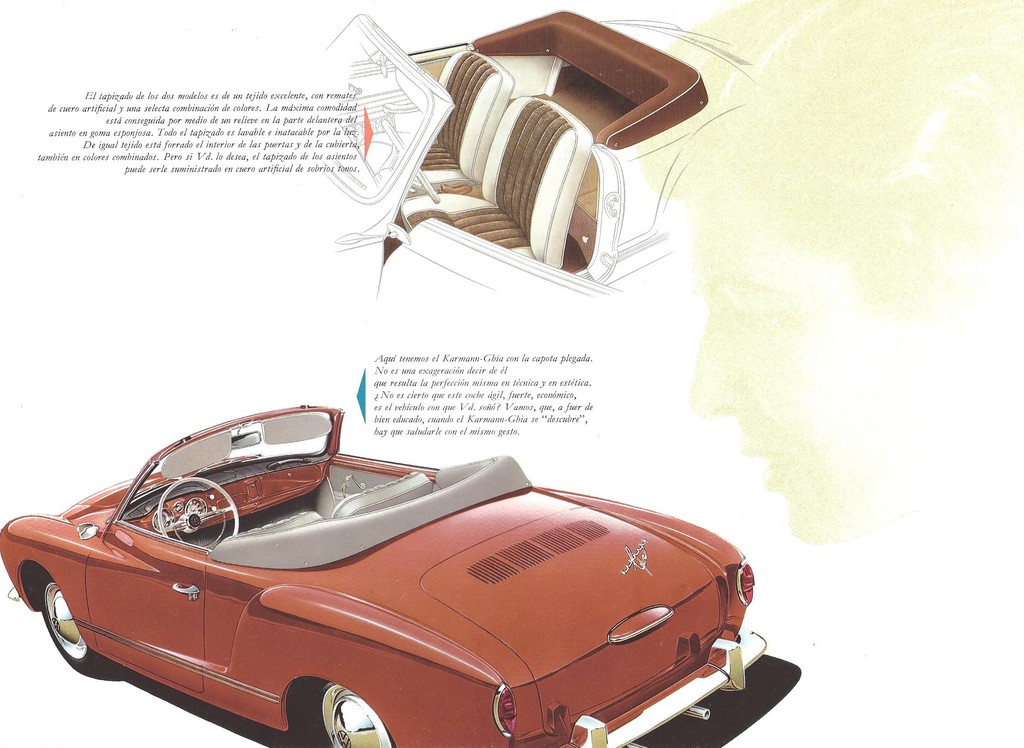 El tapizado de los dos modelos es de un tejido excelente, con remates
de cuero artificial y una selecta combinación de colores. La máxima comodidad
está conseguida por medio de un relieve en la parte delantera del
asiento en goma esponjosa. Todo el tapizado es lavable e inatacable por la luz.
De igual tejido está forrado el interior de las puertas y de la cubierta,
también en colores combinados. Pero si Vd. lo desea, el tapizado de los asientos
puede serle suministrado en cuero artificial de sobrios tonos.
Aquí tenemos el Karmann-Ghia con la capota plegada.
No es una exageración decir de él
que resulta la perfección misma en técnica y en estética.
¿No es cierto que este coche ágil, fuerte, económico,
es el vehículo con que Vd. soñó? Vamos, que, a fuer de
bien educado, cuando el Karmann-Ghia se "descubre",
hay que saludarle con el mismo gesto.
Karmann
Ghia